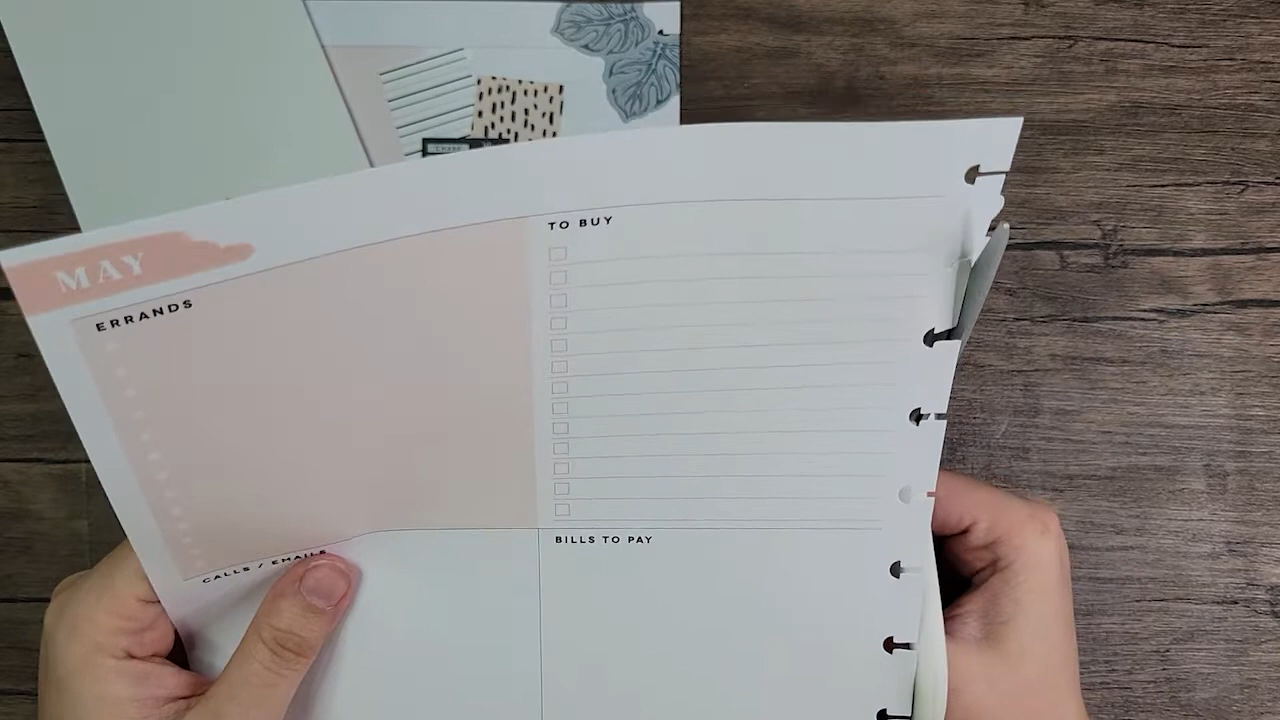 MAY
ERRANDS
TO BUY
CALLS / EMAILS
BILLS TO PAY